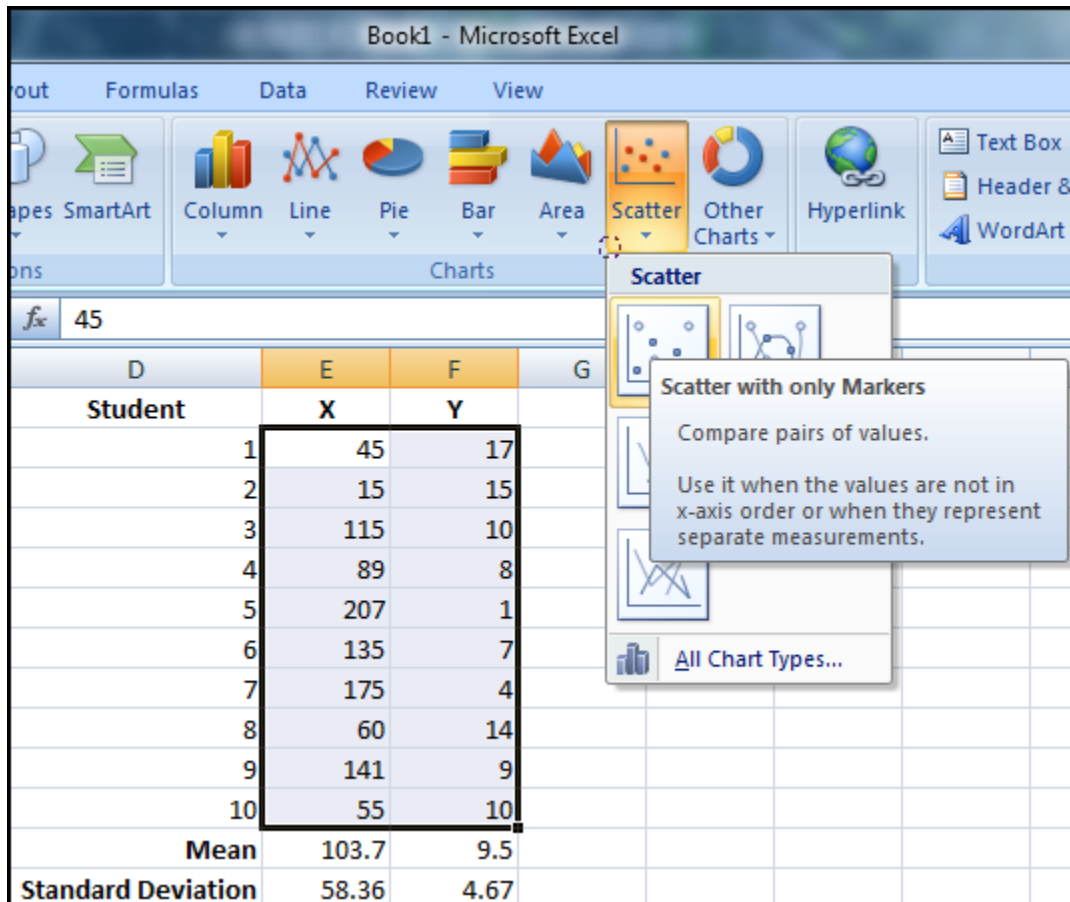 Book1 - Microsoft Excel
out Formulas Data Review View
apes SmartArt Column Line Pie Bar Area Scatter Other Charts Hyperlink
Text Box
Header &
WordArt
ons Charts
Scatter
fx 45
D E F G
Scatter with only Markers
Compare pairs of values.
Use it when the values are not in
x-axis order or when they represent
separate measurements.
All Chart Types...
Student X Y
1 45 17
2 15 15
3 115 10
4 89 8
5 207 1
6 135 7
7 175 4
8 60 14
9 141 9
10 55 10
Mean 103.7 9.5
Standard Deviation 58.36 4.67